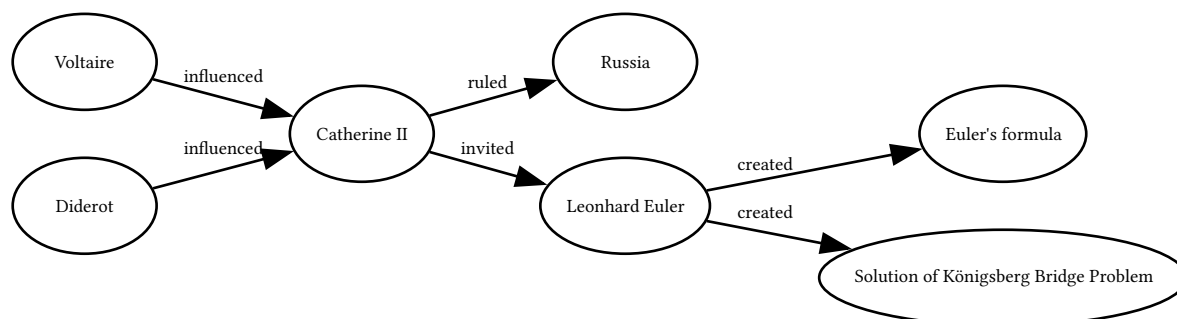 Voltaire
influenced
Russia
ruled
Catherine II
Euler's formula
influenced
invited
created
Diderot
Leonhard Euler
created
Solution of Königsberg Bridge Problem